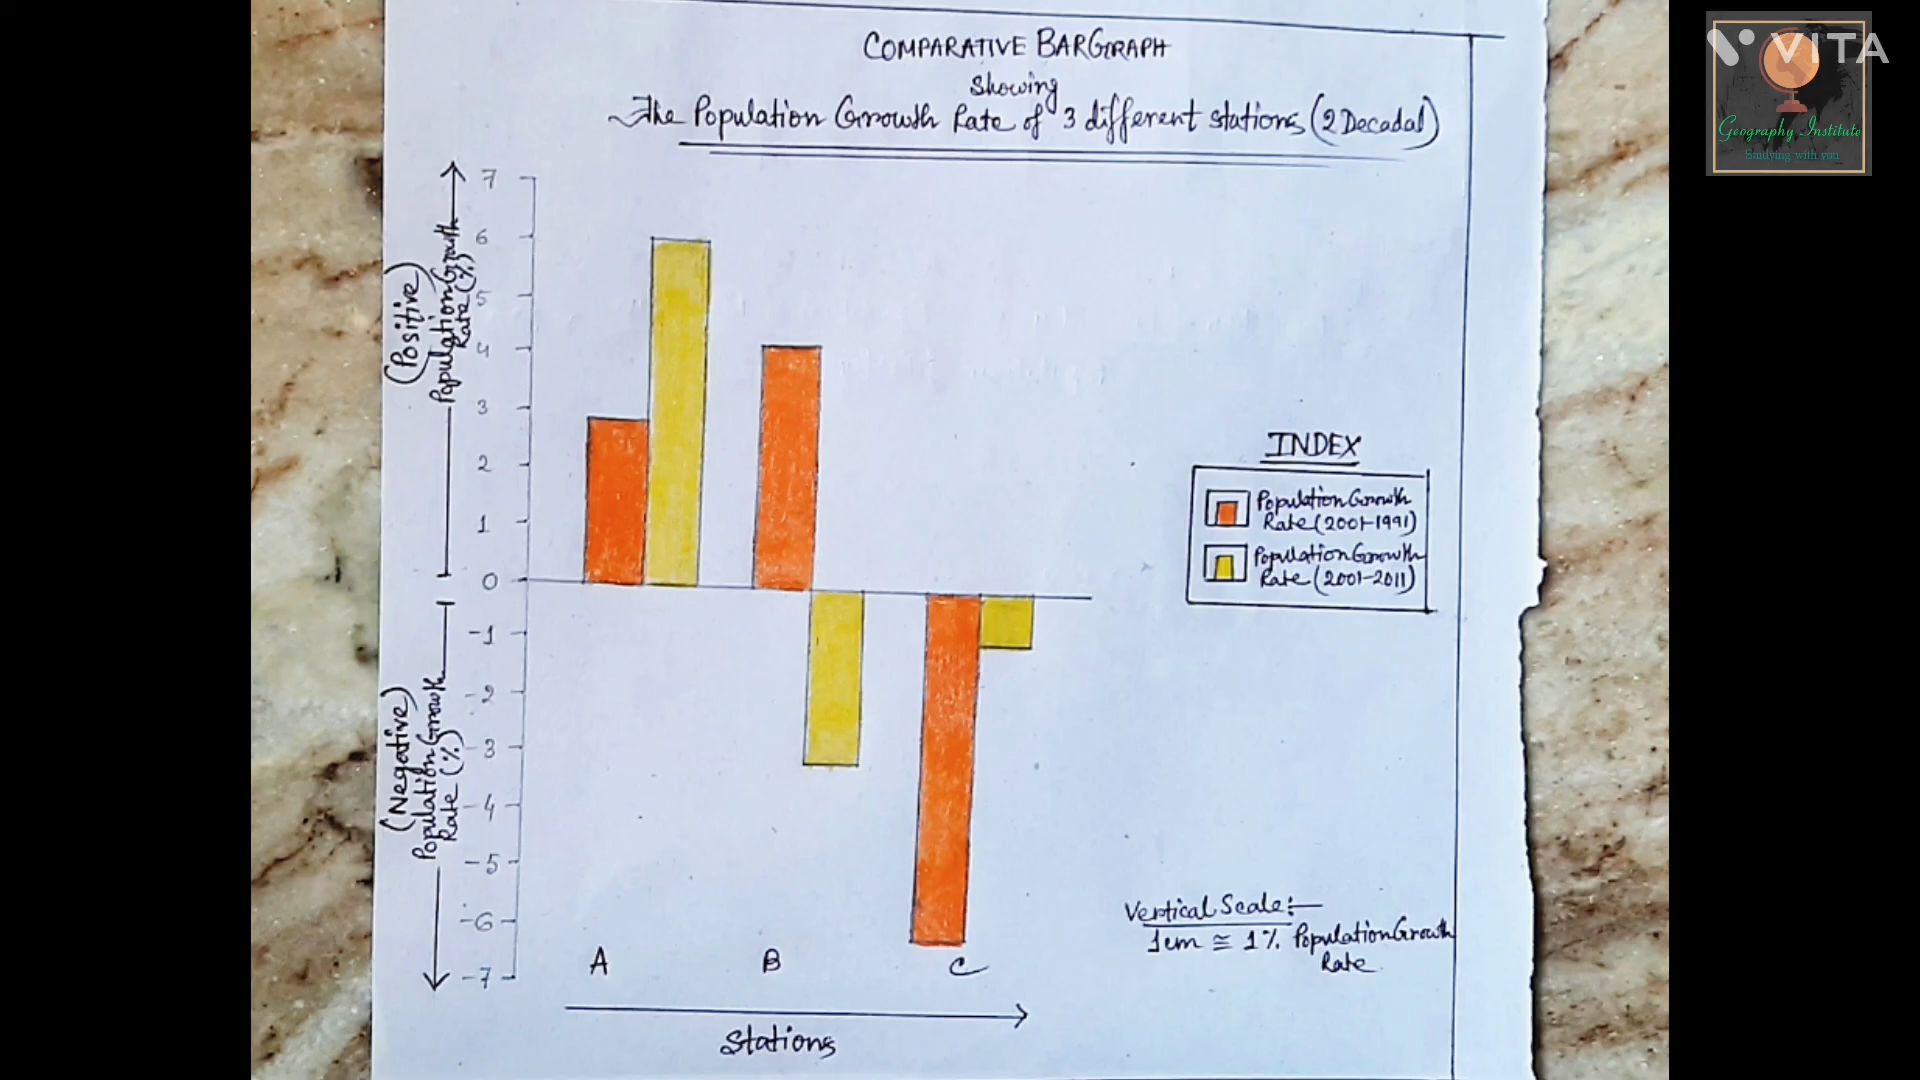 COMPARATIVE BARGRAPH
Showing
The Population Growth Rate of 3 different stations (2 Decadal)
VITA
Geography Institute
Studying with you
7
6
5
4
3
2
1
0
-1
-2
-3
-4
-5
-6
-7
(Positive)
Population Growth
Rate (%)
(Negative)
Population Growth
Rate (%)
INDEX
Population Growth
Rate (2001-1991)
Population Growth
Rate (2001-2011)
Vertical Scale:-
1cm ≅ 1% Population Growth
Rate
A B C
Stations